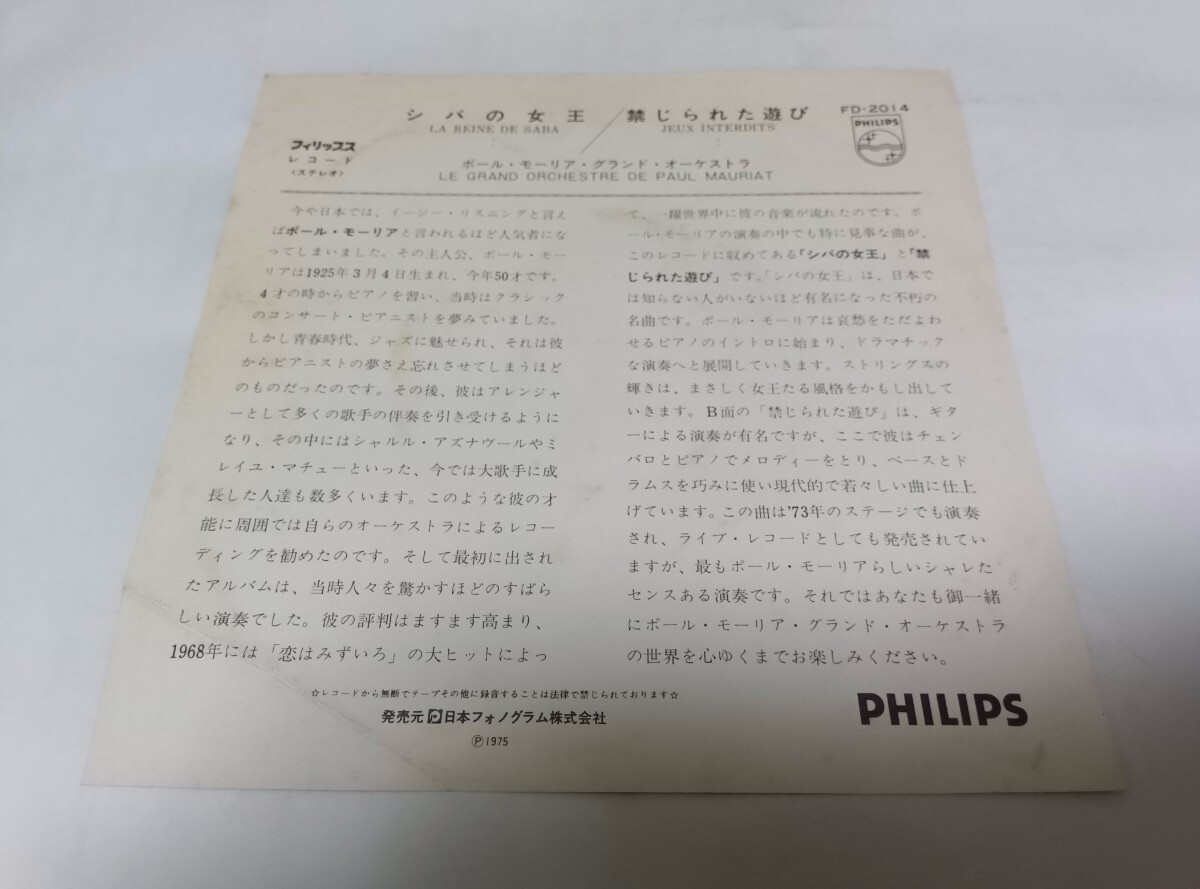 シバの女王／禁じられた遊び
LA REINE DE SABA JEUX INTERDITS
FD-2014
PHILIPS
フィリップス
レコード
〈ステレオ〉
ポール・モーリア・グランド・オーケストラ
LE GRAND ORCHESTRE DE PAUL MAURIAT
今や日本では、イージー・リスニングと言え
ばポール・モーリアと言われるほど人気者にな
ってしまいました。その主人公、ポール・モー
リアは1925年3月4日生まれ、今年50才です。
4才の時からピアノを習い、当時はクラシック
のコンサート・ピアニストを夢みていました。
しかし青春時代、ジャズに魅せられ、それは彼
からピアニストの夢さえ忘れさせてしまうほど
のものだったのです。その後、彼はアレンジャ
ーとして多くの歌手の伴奏を引き受けるように
なり、その中にはシャルル・アズナヴールやミ
レイユ・マチューといった、今では大歌手に成
長した人達も数多くいます。このような彼の才
能に周囲では自らのオーケストラによるレコー
ディングを勧めたのです。そして最初に出され
たアルバムは、当時人々を驚かすほどのすばら
しい演奏でした。彼の評判はますます高まり、
1968年には「恋はみずいろ」の大ヒットによっ
て、一躍世界中に彼の音楽が流れたのです。ポ
ール・モーリアの演奏の中でも特に見事な曲が、
このレコードに収めてある「シバの女王」と「禁
じられた遊び」です。「シバの女王」は、日本で
は知らない人がいないほど有名になった不朽の
名曲です。ポール・モーリアは哀愁をただよわ
せるピアノのイントロに始まり、ドラマチック
な演奏へと展開していきます。ストリングスの
輝きは、まさしく女王たる風格をかもし出して
いきます。B面の「禁じられた遊び」は、ギタ
ーによる演奏が有名ですが、ここで彼はチェン
バロとピアノでメロディーをとり、ベースとド
ラムスを巧みに使い現代的で若々しい曲に仕上
げています。この曲は'73年のステージでも演奏
され、ライブ・レコードとしても発売されてい
ますが、最もポール・モーリアらしいシャレた
センスある演奏です。それではあなたも御一緒
にポール・モーリア・グランド・オーケストラ
の世界を心ゆくまでお楽しみください。
☆レコードから無断でテープその他に録音することは法律で禁じられております☆
発売元 日本フォノグラム株式会社
Ⓟ1975
PHILIPS